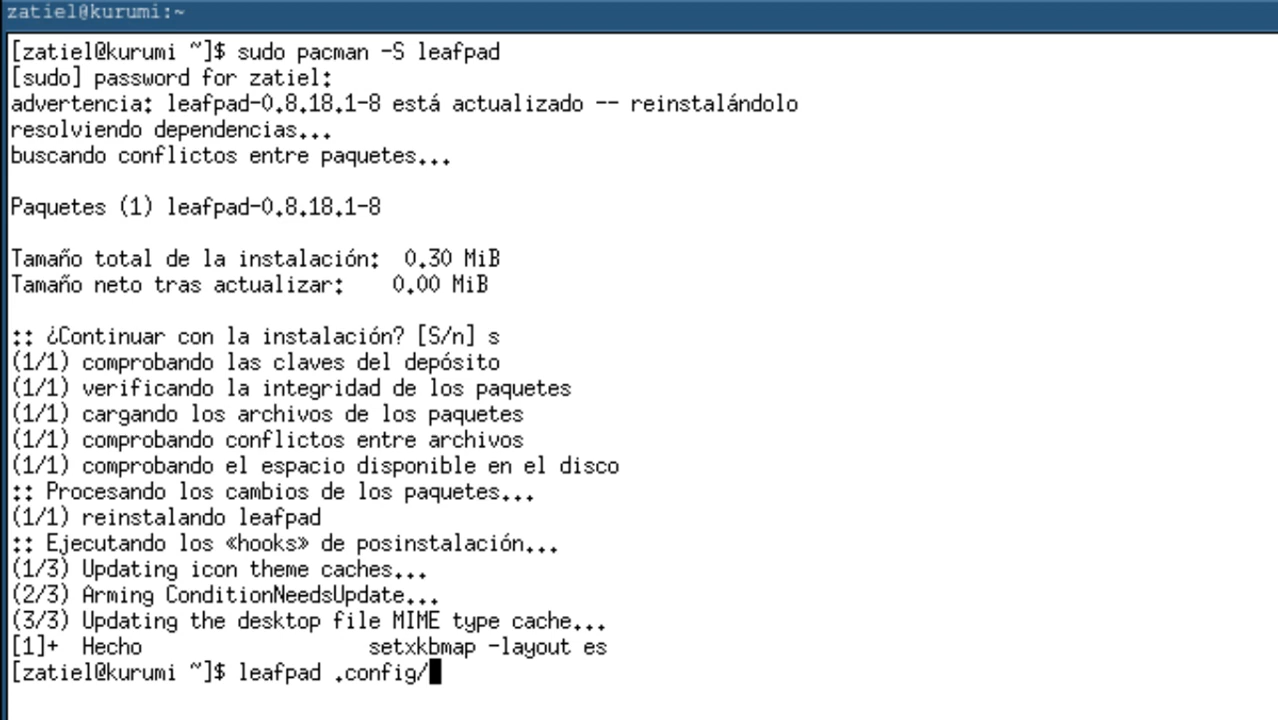 zatiel@kurumi:~
[zatiel@kurumi ~]$ sudo pacman -S leafpad
[sudo] password for zatiel:
advertencia: leafpad-0.8.18.1-8 está actualizado -- reinstalándolo
resolviendo dependencias...
buscando conflictos entre paquetes...
Paquetes (1) leafpad-0.8.18.1-8
Tamaño total de la instalación:  0.30 MiB
Tamaño neto tras actualizar:    0.00 MiB
:: ¿Continuar con la instalación? [S/n] s
(1/1) comprobando las claves del depósito
(1/1) verificando la integridad de los paquetes
(1/1) cargando los archivos de los paquetes
(1/1) comprobando conflictos entre archivos
(1/1) comprobando el espacio disponible en el disco
:: Procesando los cambios de los paquetes...
(1/1) reinstalando leafpad
:: Ejecutando los «hooks» de posinstalación...
(1/3) Updating icon theme caches...
(2/3) Arming ConditionNeedsUpdate...
(3/3) Updating the desktop file MIME type cache...
[1]+  Hecho                   setxkbmap -layout es
[zatiel@kurumi ~]$ leafpad .config/